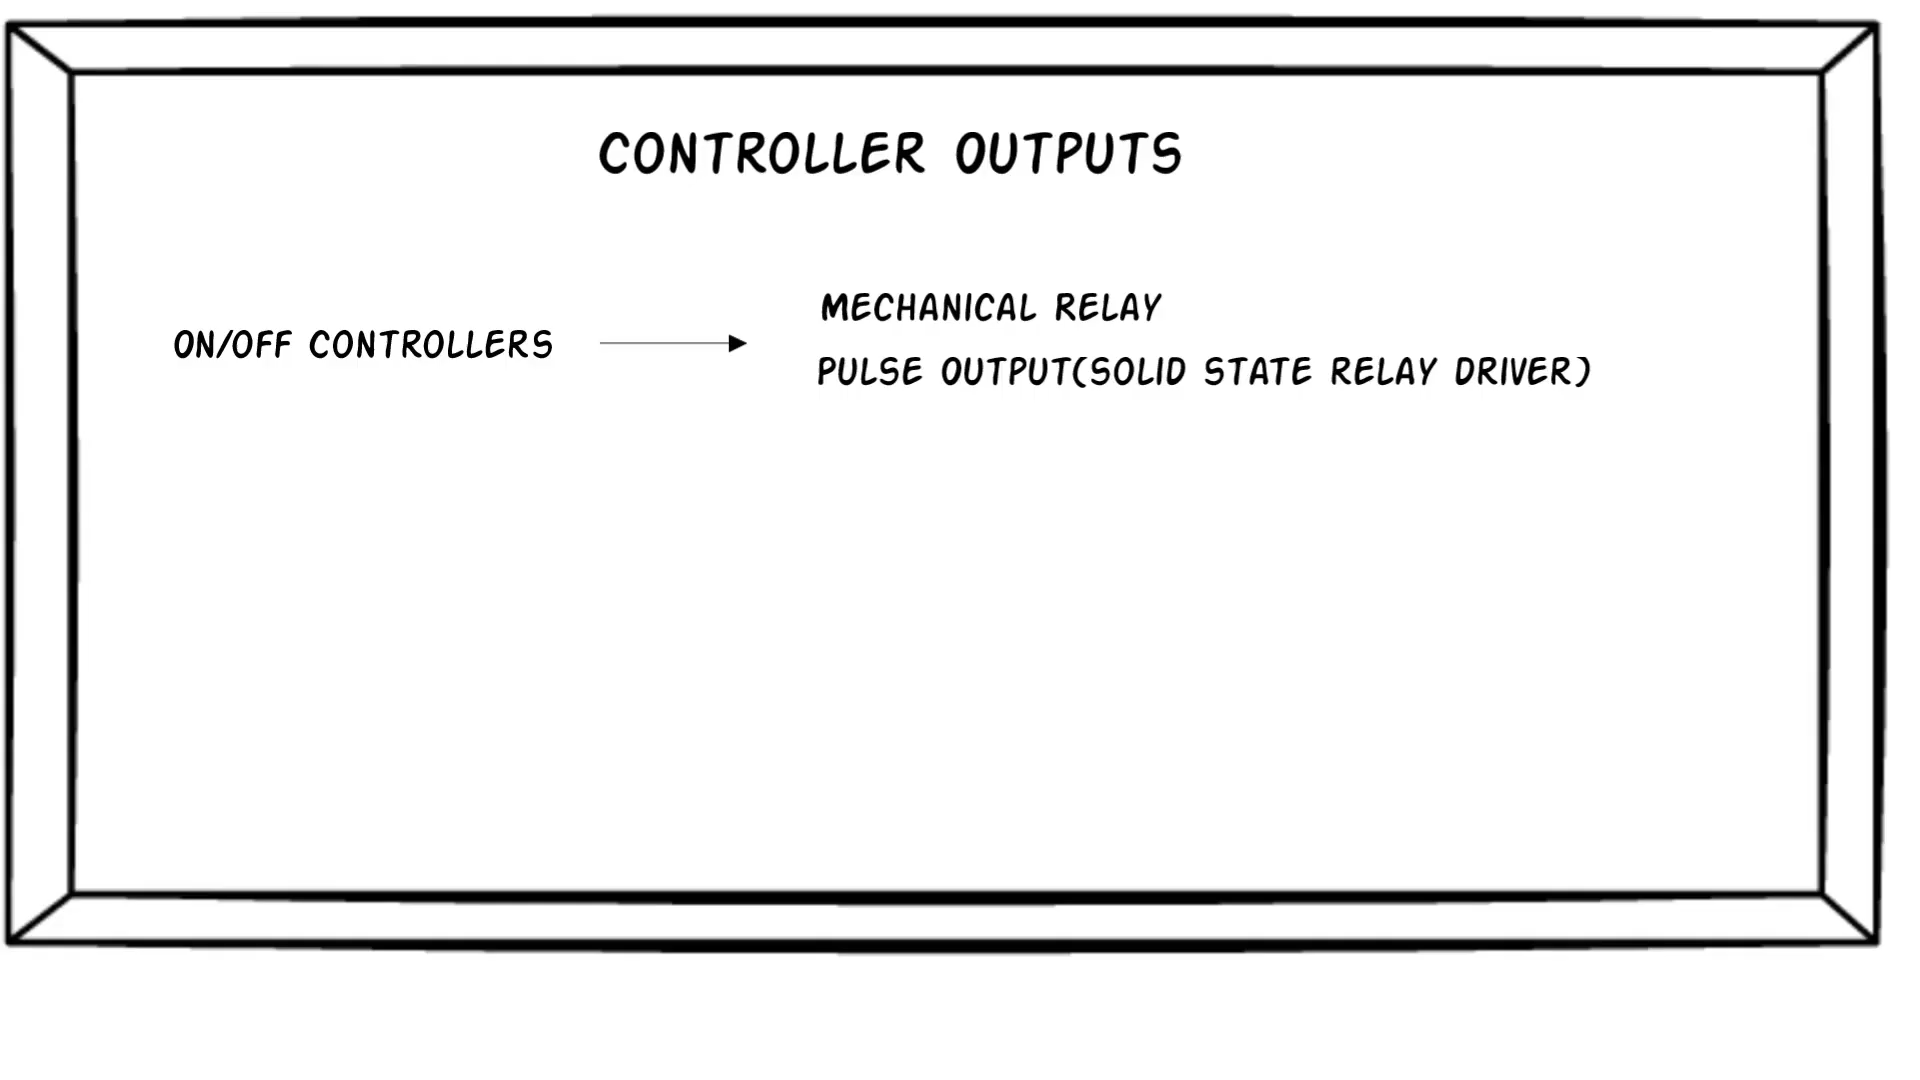 CONTROLLER OUTPUTS
ON/OFF CONTROLLERS
MECHANICAL RELAY
PULSE OUTPUT(SOLID STATE RELAY DRIVER)